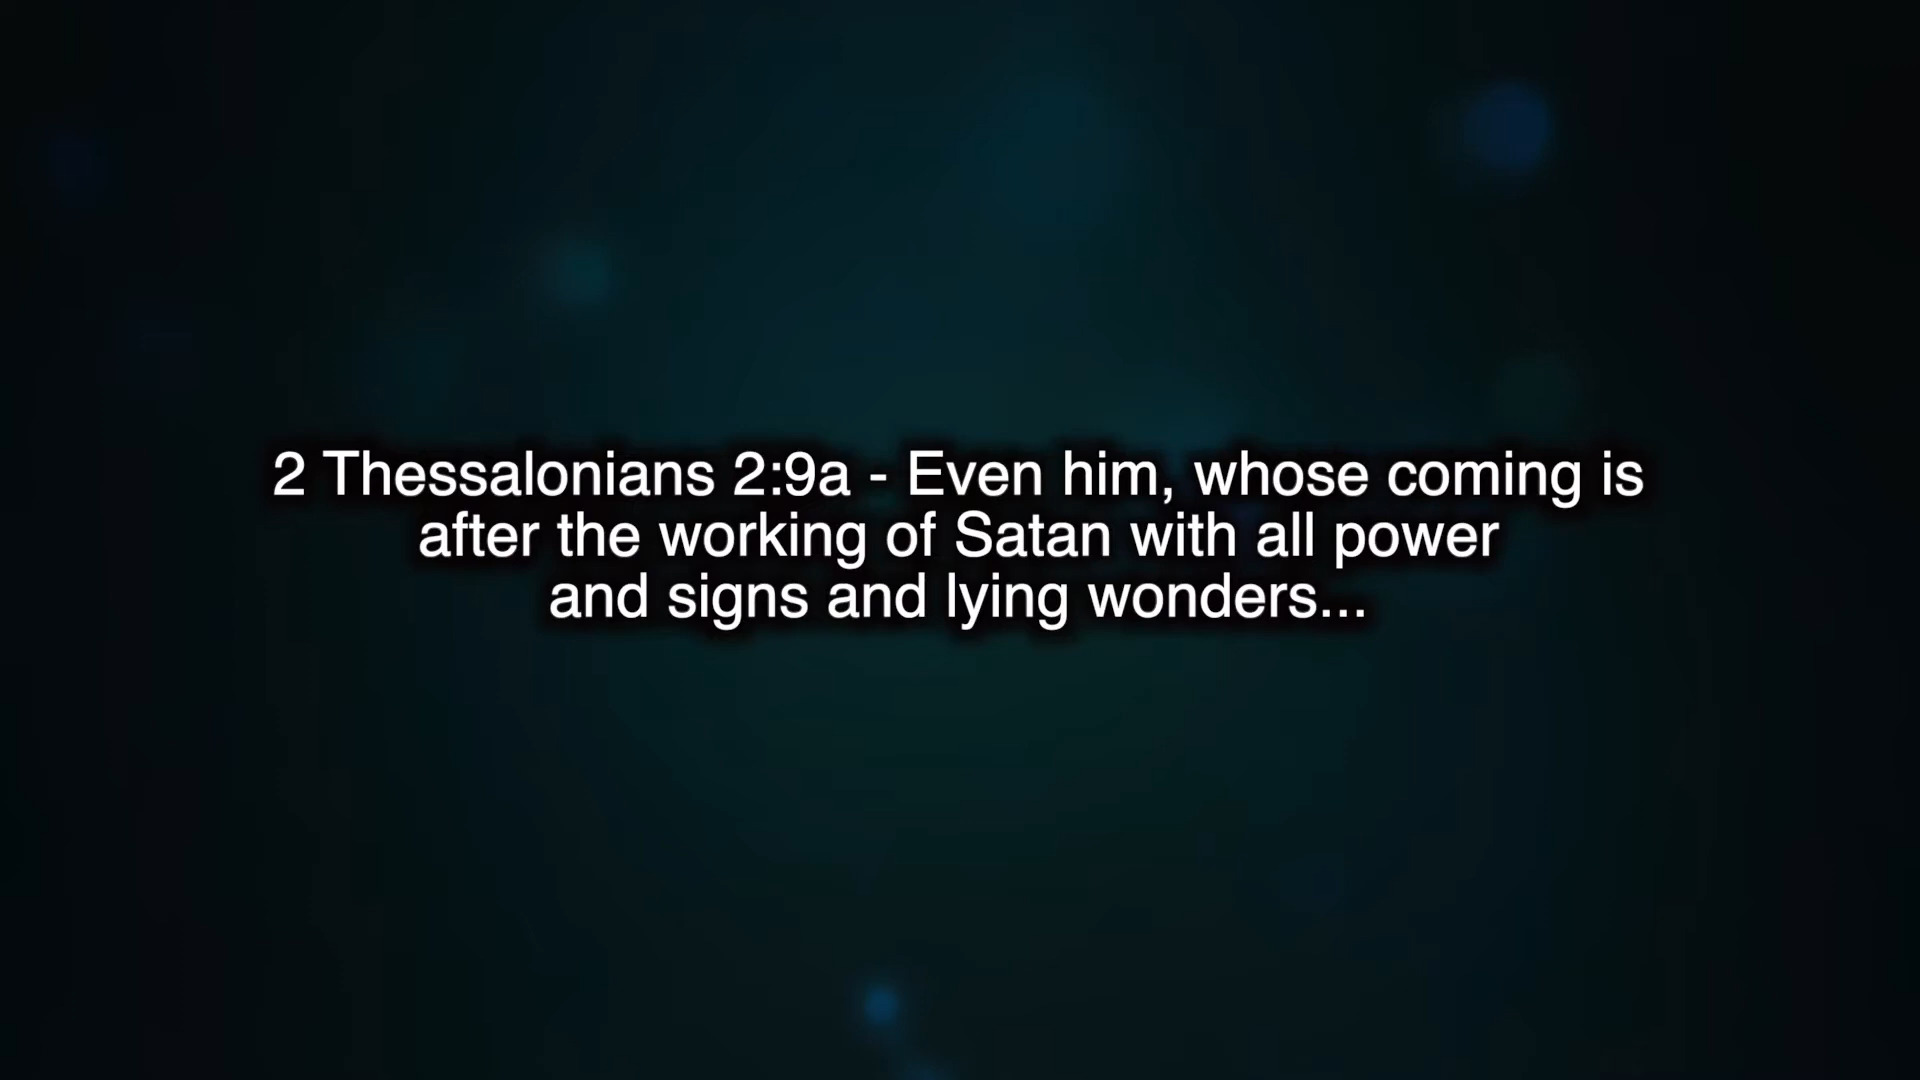 2 Thessalonians 2:9a - Even him, whose coming is
after the working of Satan with all power
and signs and lying wonders...